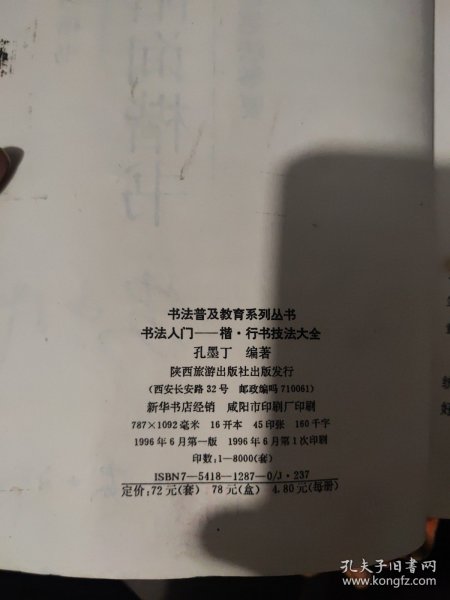 书法普及教育系列丛书
书法人门——楷·行书技法大全
孔墨丁 编著
陕西旅游出版社出版发行
(西安长安路32号 邮政编吗710061)
新华书店经销 咸阳市印刷厂印刷
787×1092毫米 16开本 45印张 160千字
1996年6月第一版 1996年6月第1次印刷
印数:1—8000(套)
ISBN7—5418—1287—0/J·237
定价:72元(套) 78元(盒) 4.80元(每册)
孔夫子旧书网
www.kongfz.com